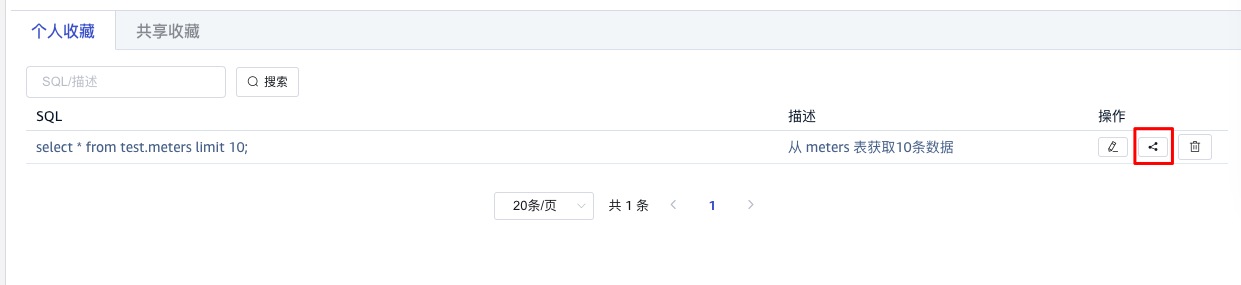 个人收藏 共享收藏
SQL/描述 搜索
SQL 描述 操作
select * from test.meters limit 10; 从 meters 表获取10条数据
20条/页 共 1 条 1